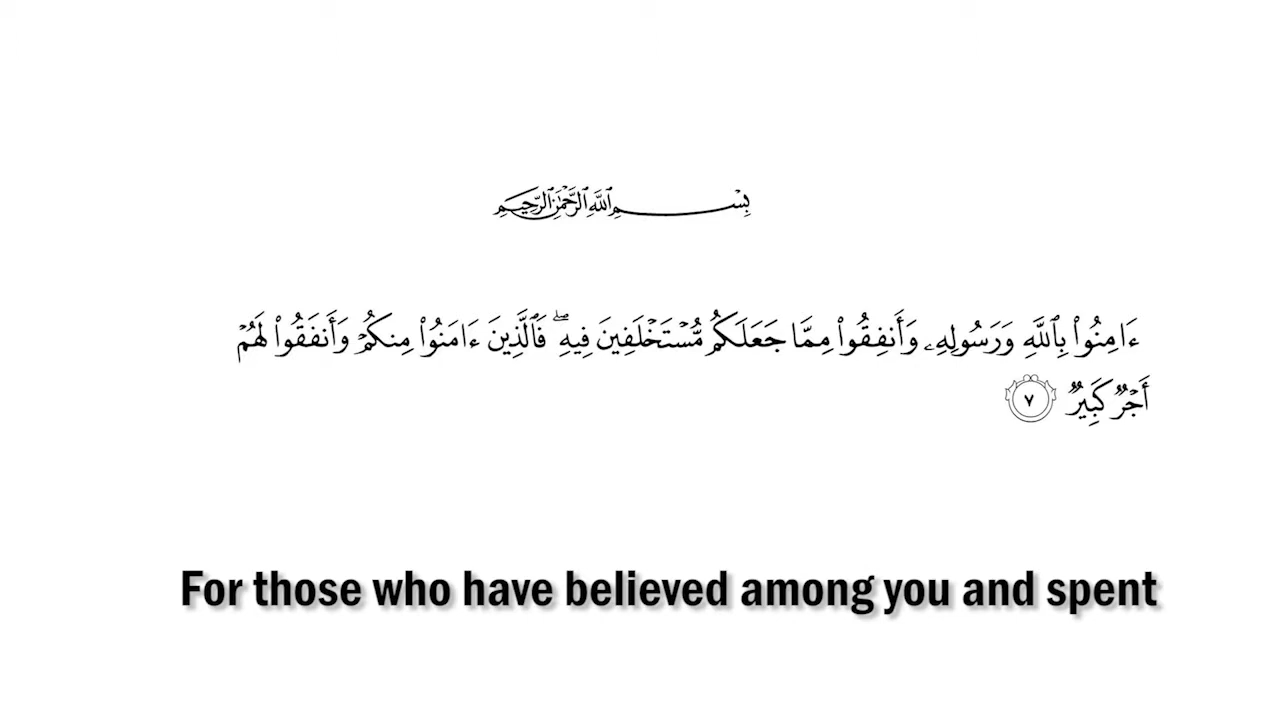 بِسْمِ ٱللَّهِ ٱلرَّحْمَٰنِ ٱلرَّحِيمِ
ءَامِنُوا۟ بِٱللَّهِ وَرَسُولِهِۦ وَأَنفِقُوا۟ مِمَّا جَعَلَكُم مُّسْتَخْلَفِينَ فِيهِ ۖ فَٱلَّذِينَ ءَامَنُوا۟ مِنكُمْ وَأَنفَقُوا۟ لَهُمْ
أَجْرٌ كَبِيرٌ ٧
For those who have believed among you and spent